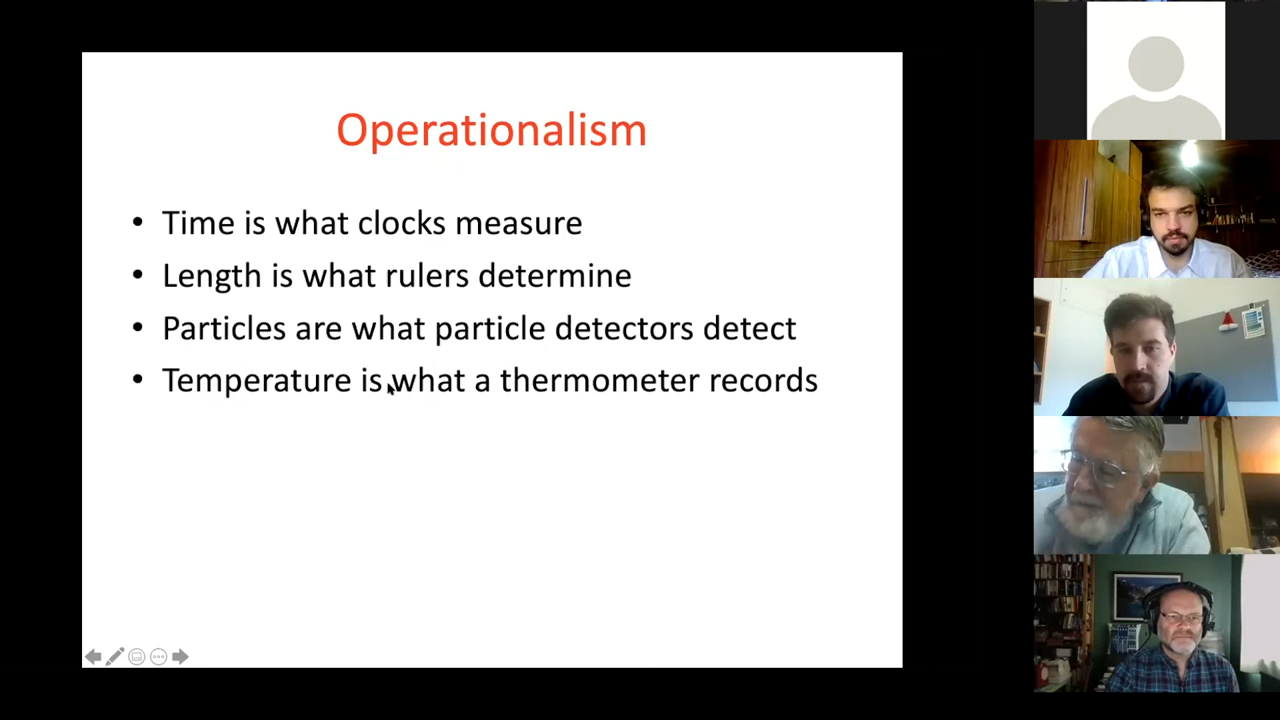 Operationalism
• Time is what clocks measure
• Length is what rulers determine
• Particles are what particle detectors detect
• Temperature is what a thermometer records